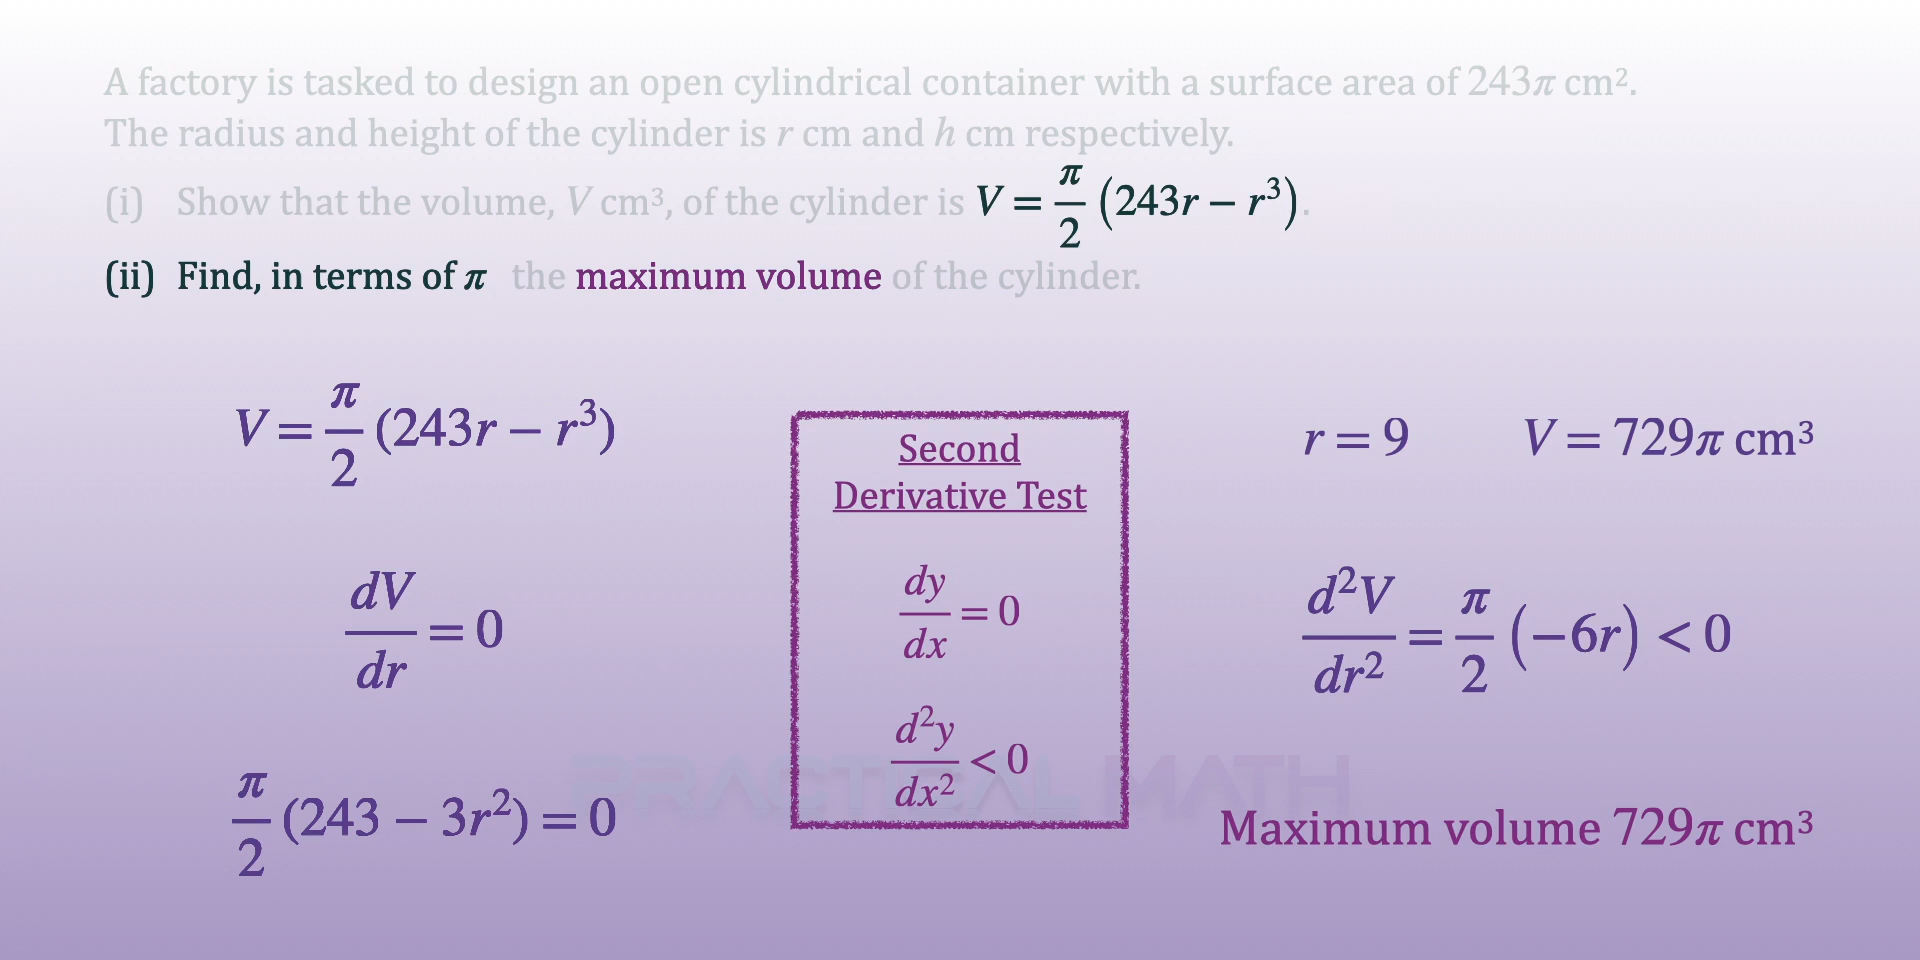 A factory is tasked to design an open cylindrical container with a surface area of 243π cm².
The radius and height of the cylinder is r cm and h cm respectively.
(i) Show that the volume, V cm³, of the cylinder is V = π/2 (243r − r³).
(ii) Find, in terms of π the maximum volume of the cylinder.
V = π/2 (243r − r³)
dV/dr = 0
π/2 (243 − 3r²) = 0
Second
Derivative Test
dy/dx = 0
d²y/dx² < 0
PRACTICAL MATH
r = 9 V = 729π cm³
d²V/dr² = π/2 (−6r) < 0
Maximum volume 729π cm³